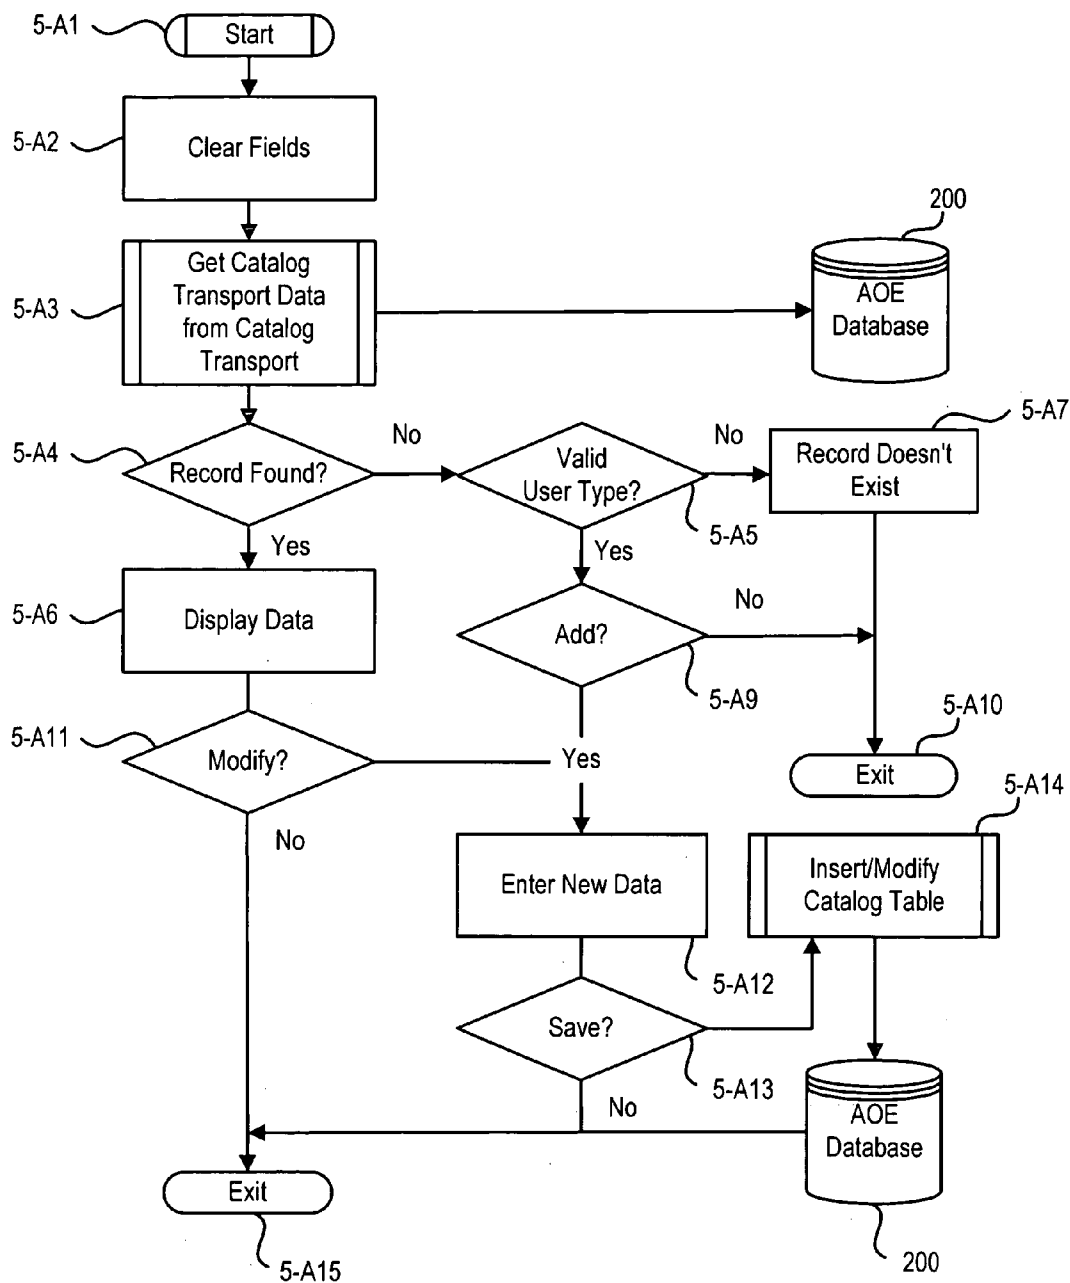 5-A1
Start
5-A2
Clear Fields
200
5-A3
Get Catalog
Transport Data
from Catalog
Transport
AOE
Database
5-A7
5-A4
Record Found?
No
Valid
User Type?
No
Record Doesn't
Exist
5-A5
Yes
Yes
5-A6
Display Data
Add?
No
5-A9
5-A10
5-A11
Modify?
Yes
Exit
5-A14
No
Enter New Data
Insert/Modify
Catalog Table
5-A12
Save?
5-A13
No
AOE
Database
Exit
200
5-A15